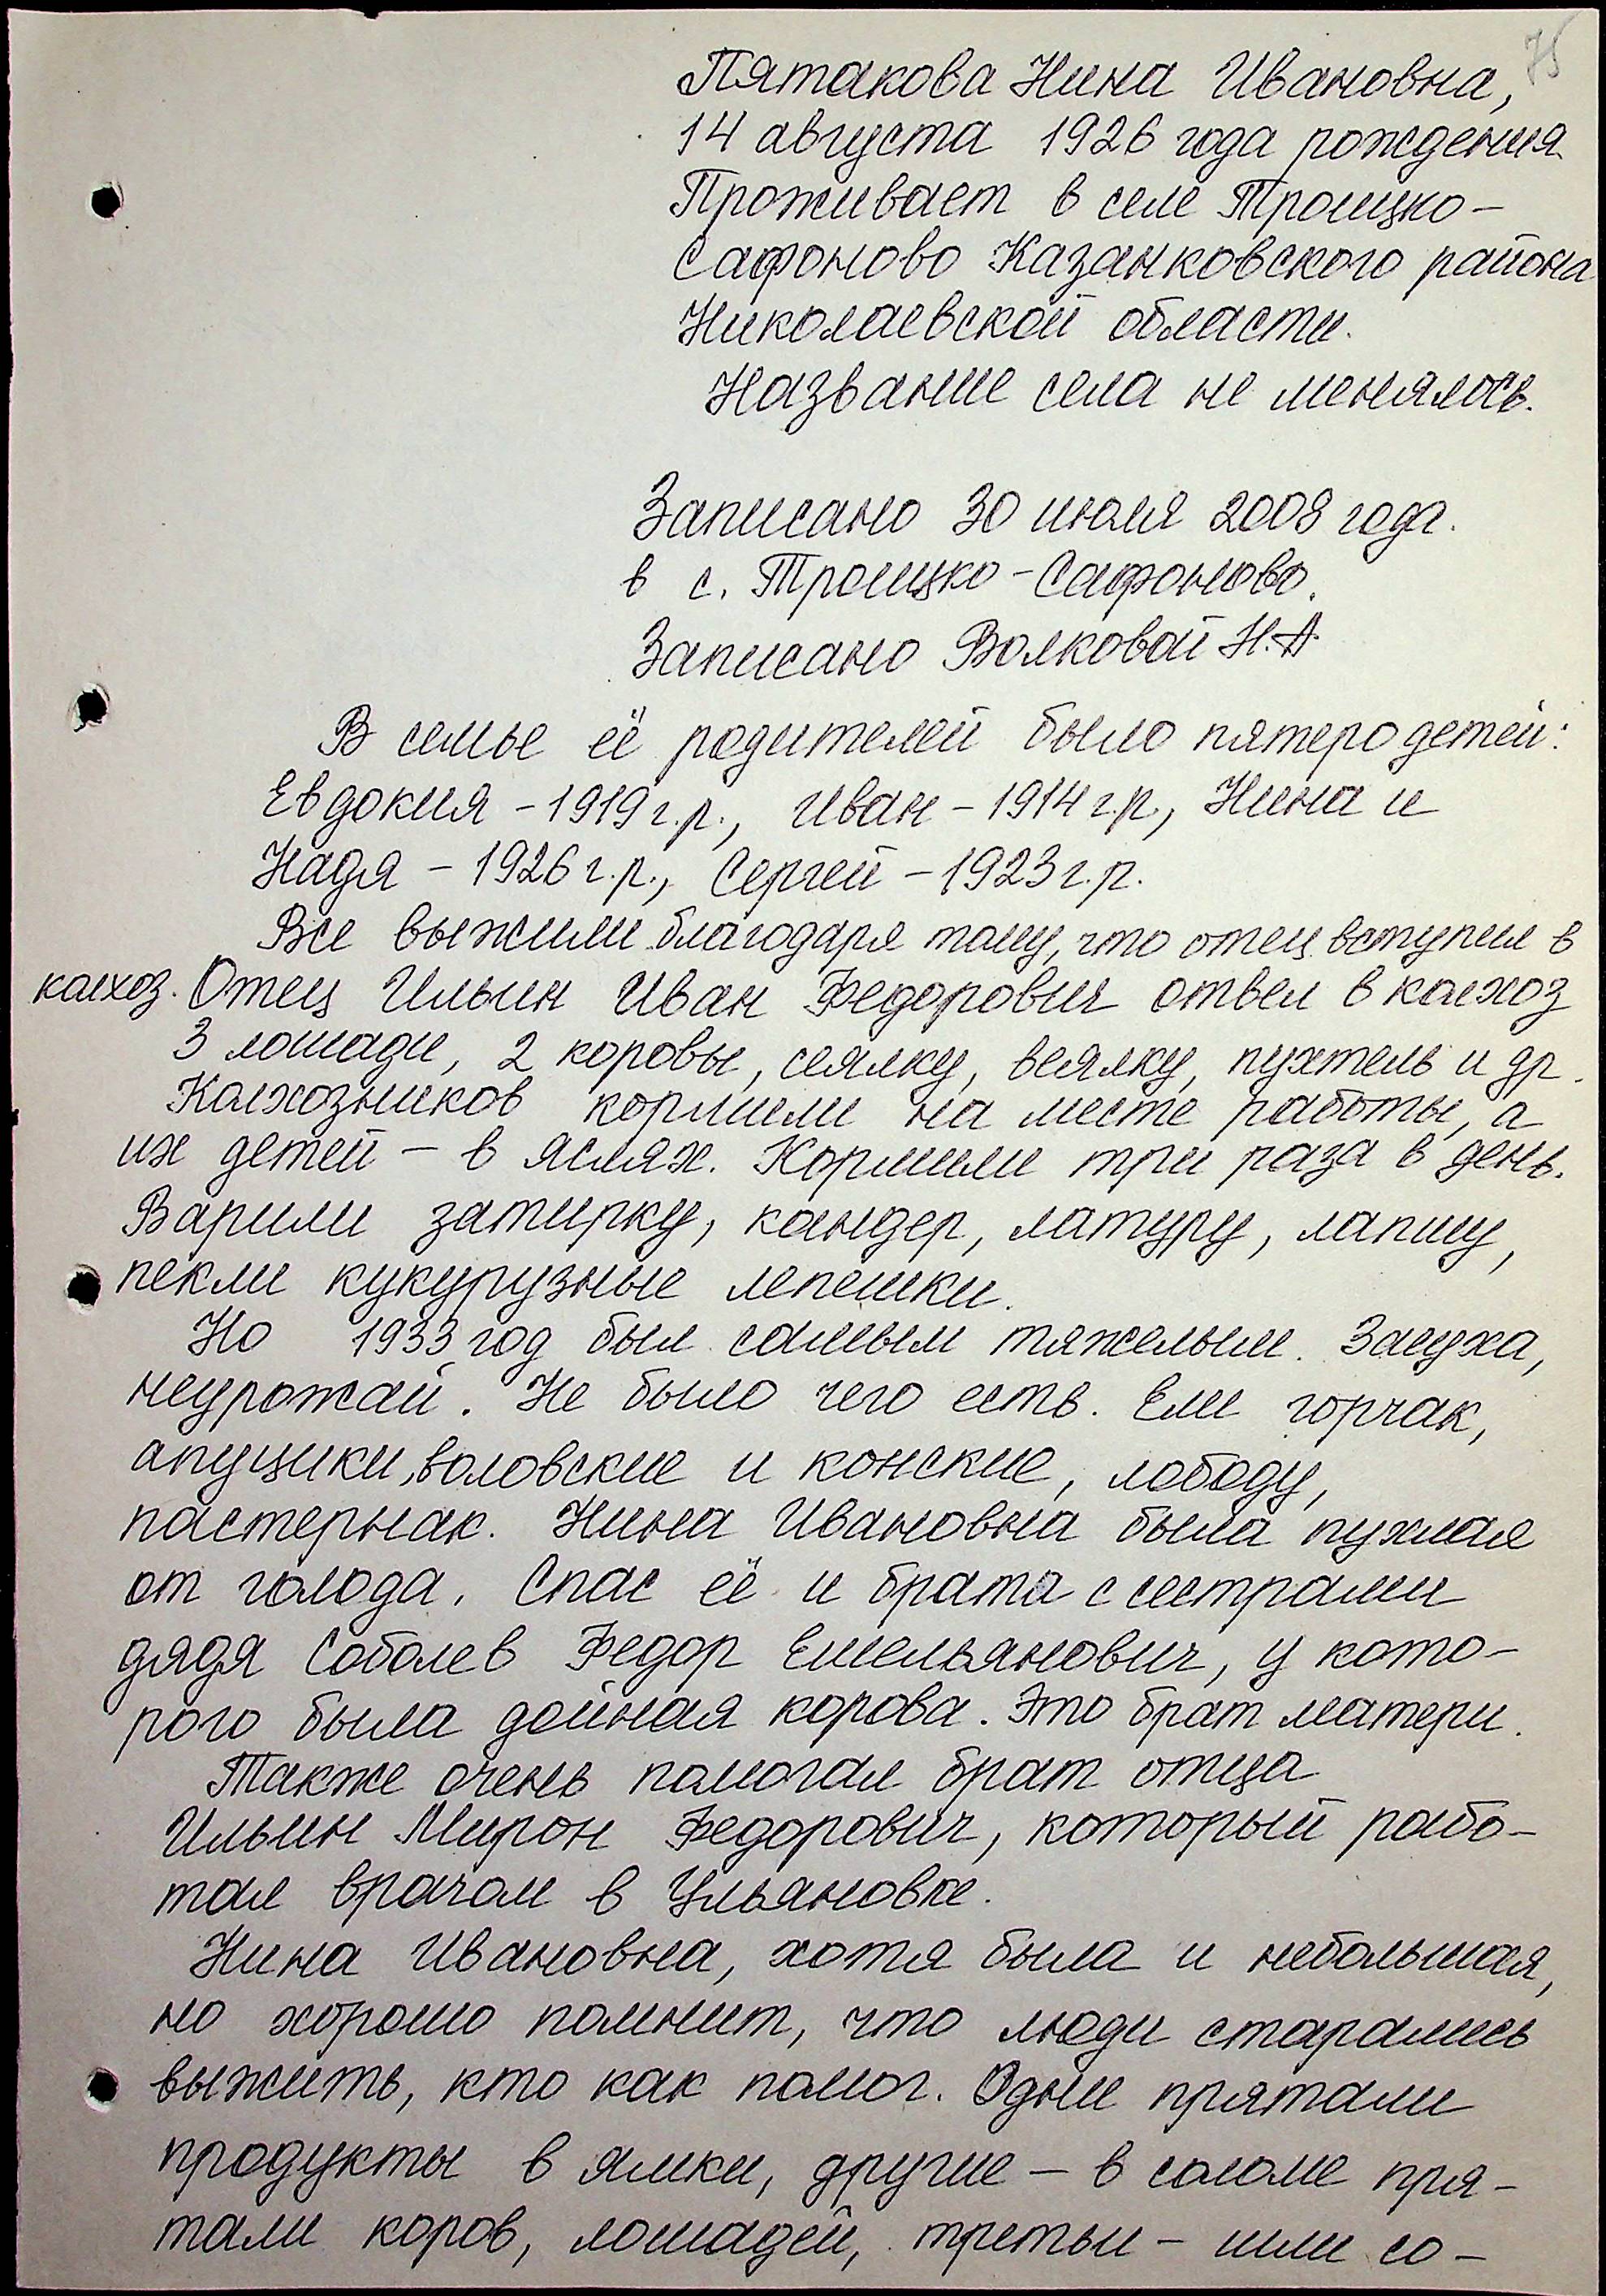 75
Пятакова Нина Ивановна,
14 августа 1926 года рождения.
Проживает в селе Троицко-
Сафоново Казанковского района
Николаевской области.
Название села не менялось.
Записано 30 июля 2008 года.
в с. Троицко-Сафоново.
Записано Волковой Н.А.
В семье её родителей было пятеро детей:
Евдокия - 1919 г.р., Иван - 1914 г.р., Нина и
Надя - 1926 г.р., Сергей - 1923 г.р.
Все выжили благодаря тому, что отец вступил в
колхоз. Отец Ильин Иван Федорович отвел в колхоз
3 лошади, 2 коровы, сеялку, веялку, пухтель и др.
Колхозников кормили на месте работы, а
их детей - в яслях. Кормили три раза в день.
Варили затирку, кандер, латуру, лапшу,
пекли кукурузные лепешки.
Но 1933 год был самым тяжелым. Засуха,
неурожай. Не было чего есть. Ели горчак,
апуцики, воловские и конские, лободу,
пастернак. Нина Ивановна была пухлая
от голода. Спас её и брата с сестрами
дядя Соболев Федор Емельянович, у кото-
рого была дойная корова. Это брат матери.
Также очень помогал брат отца
Ильин Мирон Федорович, который рабо-
тал врачом в Ульяновке.
Нина Ивановна, хотя была и небольшая,
но хорошо помнит, что люди старались
выжить, кто как помог. Одни прятали
продукты в ямки, другие - в соломе пря-
тали коров, лошадей, третьи - шли со-